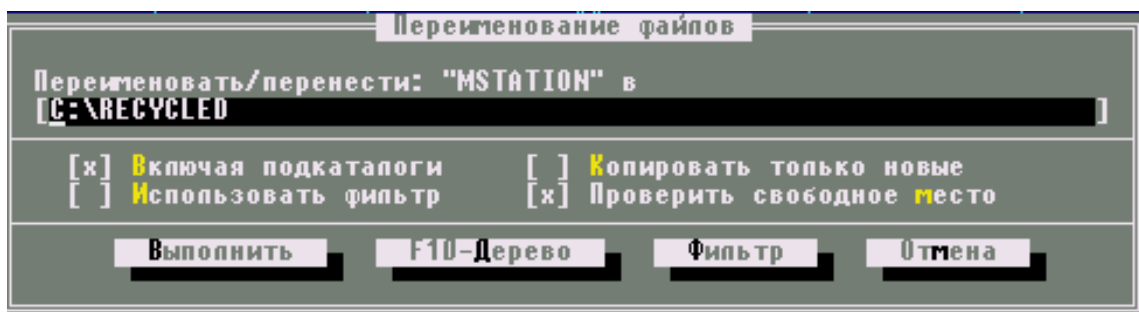 Переименование файлов
Переименовать/перенести: "MSTATION" в
[C:\RECYCLED ]
[x] Включая подкаталоги [ ] Копировать только новые
[ ] Использовать фильтр [x] Проверить свободное место
Выполнить F10-Дерево Фильтр Отмена